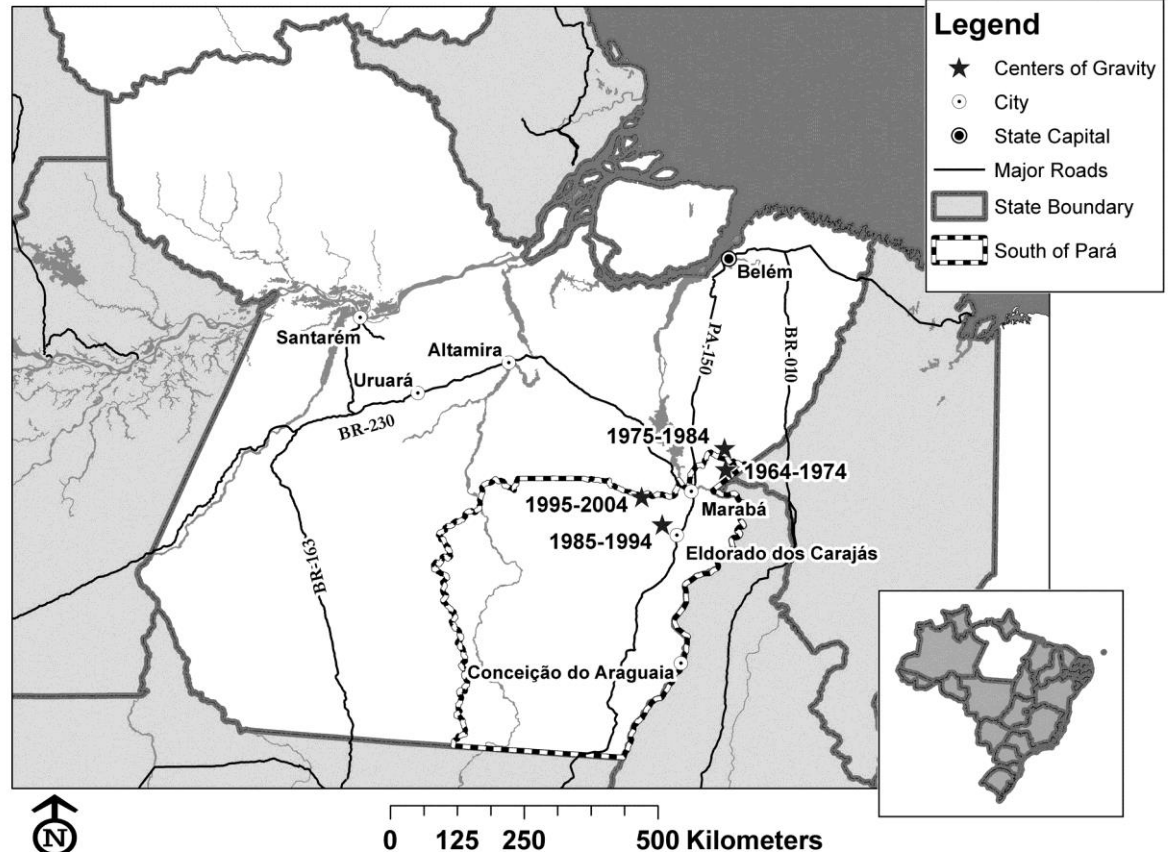 Legend
Centers of Gravity
City
State Capital
Major Roads
State Boundary
South of Pará
Belém
Santarém
Altamira
Uruará
BR-230
PA-150
BR-010
BR-163
1975-1984
1964-1974
1995-2004
Marabá
1985-1994
Eldorado dos Carajás
Conceição do Araguaia
N
0 125 250 500 Kilometers